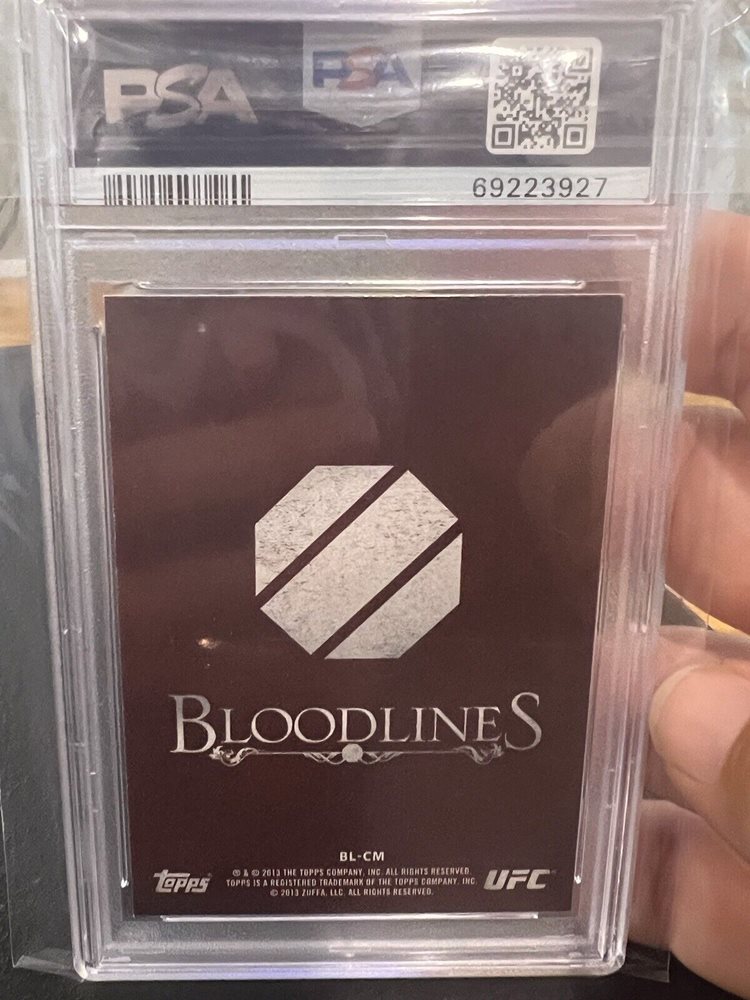 PSA PSA
69223927
BLOODLINES
BL-CM
® & © 2013 THE TOPPS COMPANY, INC. ALL RIGHTS RESERVED.
topps TOPPS IS A REGISTERED TRADEMARK OF THE TOPPS COMPANY, INC. UFC
© 2013 ZUFFA, LLC. ALL RIGHTS RESERVED.